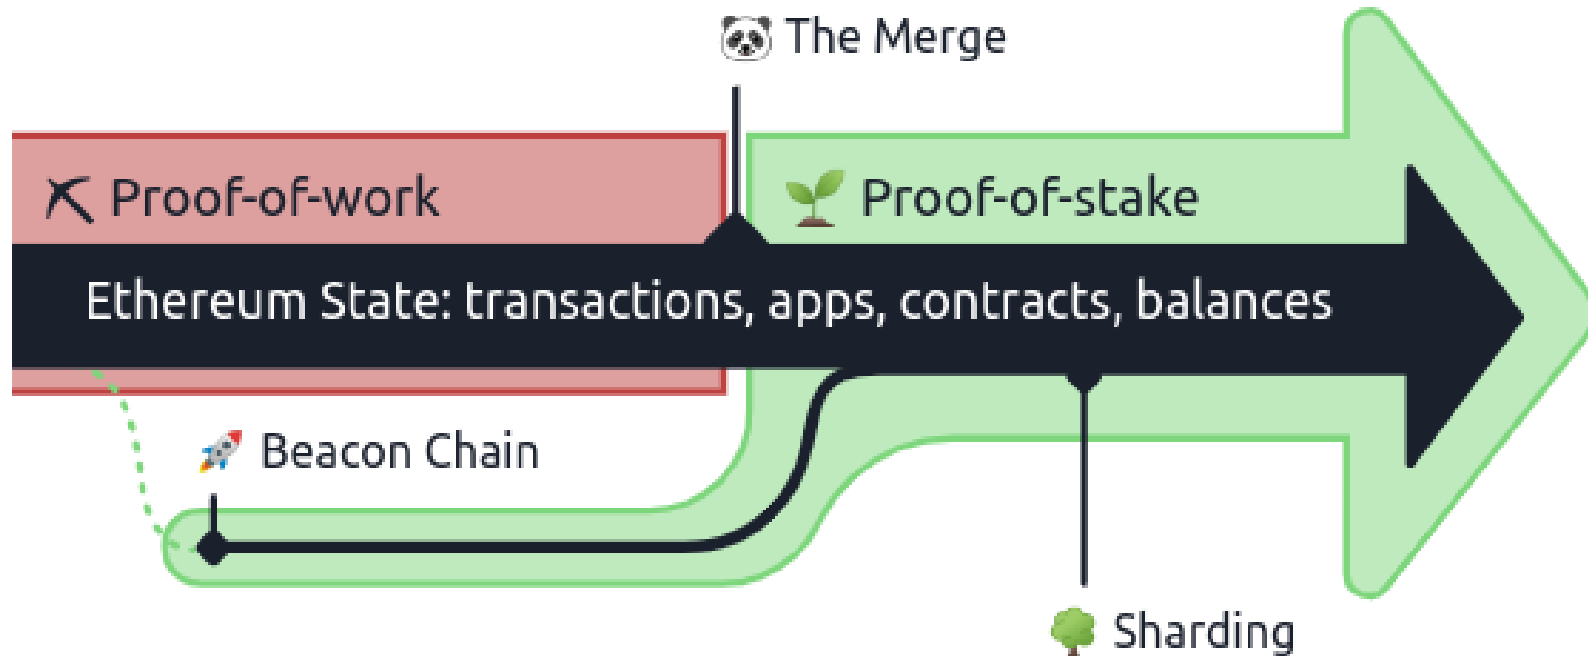 The Merge
Proof-of-work
Proof-of-stake
Ethereum State: transactions, apps, contracts, balances
Beacon Chain
Sharding